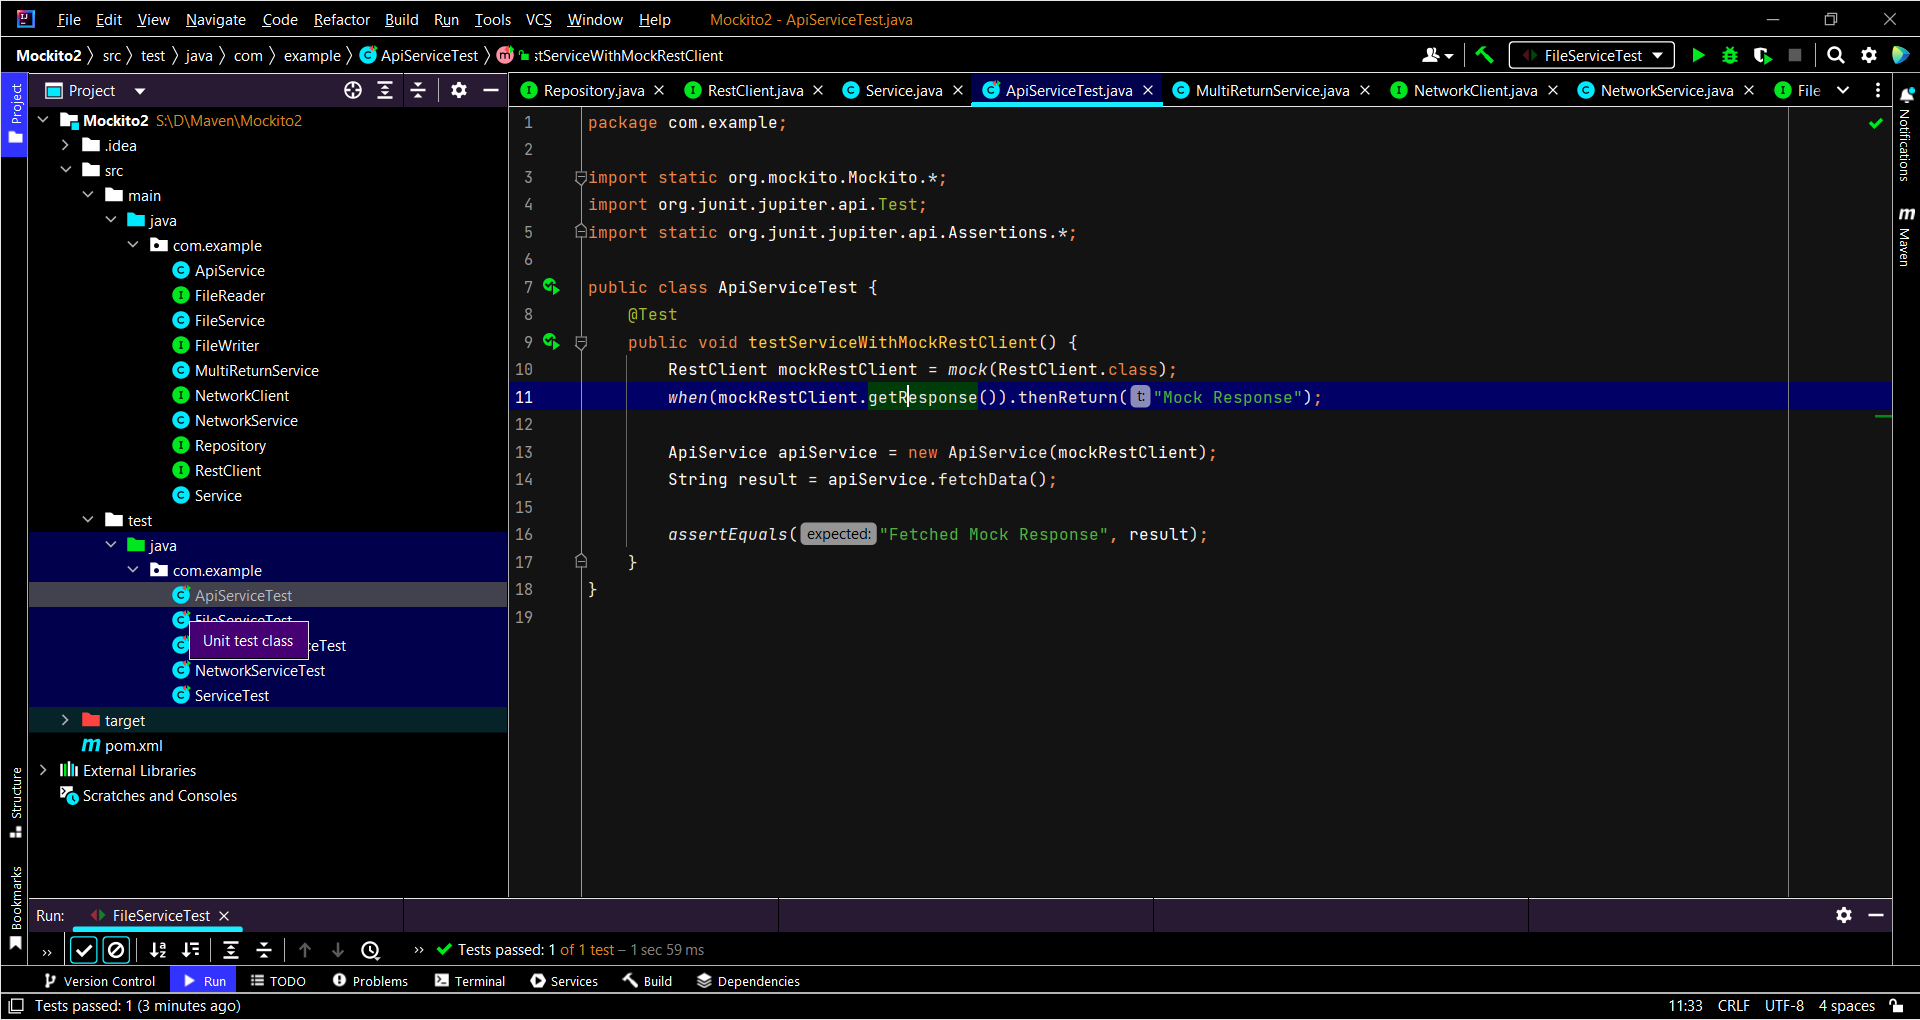 File Edit View Navigate Code Refactor Build Run Tools VCS Window Help Mockito2 - ApiServiceTest.java
Mockito2 src test java com example ApiServiceTest stServiceWithMockRestClient FileServiceTest
Project
Repository.java RestClient.java Service.java ApiServiceTest.java MultiReturnService.java NetworkClient.java NetworkService.java File
Project
Notifications
Maven
Structure
Bookmarks
Mockito2 S:\D\Maven\Mockito2
.idea
src
main
java
com.example
ApiService
FileReader
FileService
FileWriter
MultiReturnService
NetworkClient
NetworkService
Repository
RestClient
Service
test
java
com.example
ApiServiceTest
Unit test class
NetworkServiceTest
ServiceTest
target
pom.xml
External Libraries
Scratches and Consoles
1 package com.example;
2
3 import static org.mockito.Mockito.*;
4 import org.junit.jupiter.api.Test;
5 import static org.junit.jupiter.api.Assertions.*;
6
7 public class ApiServiceTest {
8 @Test
9 public void testServiceWithMockRestClient() {
10 RestClient mockRestClient = mock(RestClient.class);
11 when(mockRestClient.getResponse()).thenReturn( t: "Mock Response");
12
13 ApiService apiService = new ApiService(mockRestClient);
14 String result = apiService.fetchData();
15
16 assertEquals( expected: "Fetched Mock Response", result);
17 }
18 }
19
Run: FileServiceTest
Tests passed: 1 of 1 test – 1 sec 59 ms
Version Control Run TODO Problems Terminal Services Build Dependencies
Tests passed: 1 (3 minutes ago) 11:33 CRLF UTF-8 4 spaces